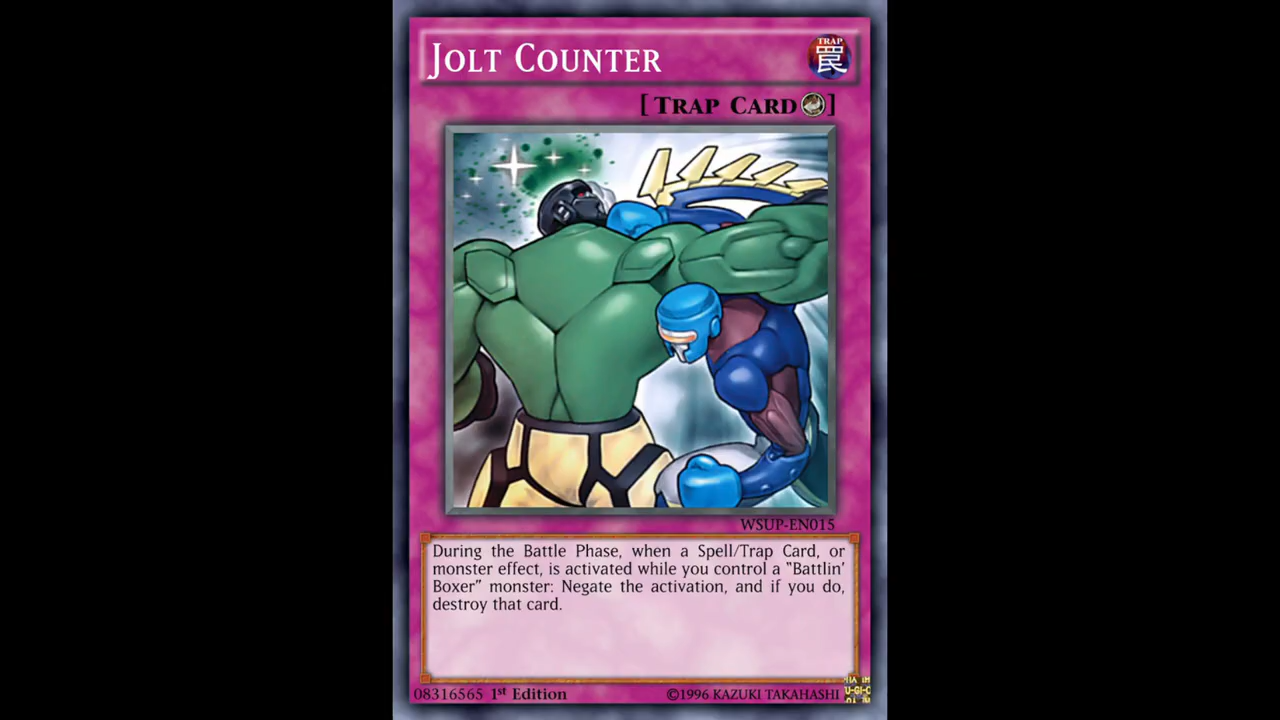 JOLT COUNTER
TRAP
罠
[ TRAP CARD ]
WSUP-EN015
During the Battle Phase, when a Spell/Trap Card, or
monster effect, is activated while you control a “Battlin’
Boxer” monster: Negate the activation, and if you do,
destroy that card.
08316565 1st Edition
©1996 KAZUKI TAKAHASHI